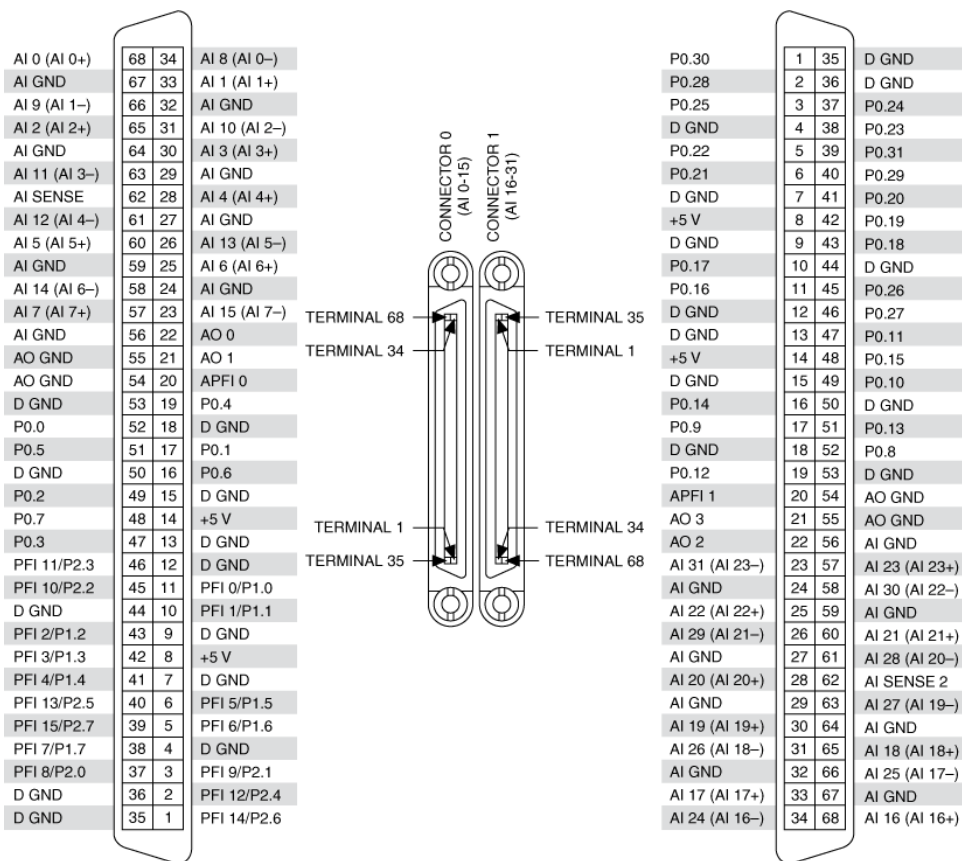 AI 0 (AI 0+) 68 34 AI 8 (AI 0–)
AI GND 67 33 AI 1 (AI 1+)
AI 9 (AI 1–) 66 32 AI GND
AI 2 (AI 2+) 65 31 AI 10 (AI 2–)
AI GND 64 30 AI 3 (AI 3+)
AI 11 (AI 3–) 63 29 AI GND
AI SENSE 62 28 AI 4 (AI 4+)
AI 12 (AI 4–) 61 27 AI GND
AI 5 (AI 5+) 60 26 AI 13 (AI 5–)
AI GND 59 25 AI 6 (AI 6+)
AI 14 (AI 6–) 58 24 AI GND
AI 7 (AI 7+) 57 23 AI 15 (AI 7–)
AI GND 56 22 AO 0
AO GND 55 21 AO 1
AO GND 54 20 APFI 0
D GND 53 19 P0.4
P0.0 52 18 D GND
P0.5 51 17 P0.1
D GND 50 16 P0.6
P0.2 49 15 D GND
P0.7 48 14 +5 V
P0.3 47 13 D GND
PFI 11/P2.3 46 12 D GND
PFI 10/P2.2 45 11 PFI 0/P1.0
D GND 44 10 PFI 1/P1.1
PFI 2/P1.2 43 9 D GND
PFI 3/P1.3 42 8 +5 V
PFI 4/P1.4 41 7 D GND
PFI 13/P2.5 40 6 PFI 5/P1.5
PFI 15/P2.7 39 5 PFI 6/P1.6
PFI 7/P1.7 38 4 D GND
PFI 8/P2.0 37 3 PFI 9/P2.1
D GND 36 2 PFI 12/P2.4
D GND 35 1 PFI 14/P2.6
CONNECTOR 0
(AI 0-15)
CONNECTOR 1
(AI 16-31)
TERMINAL 68
TERMINAL 35
TERMINAL 34
TERMINAL 1
TERMINAL 1
TERMINAL 34
TERMINAL 35
TERMINAL 68
P0.30 1 35 D GND
P0.28 2 36 D GND
P0.25 3 37 P0.24
D GND 4 38 P0.23
P0.22 5 39 P0.31
P0.21 6 40 P0.29
D GND 7 41 P0.20
+5 V 8 42 P0.19
D GND 9 43 P0.18
P0.17 10 44 D GND
P0.16 11 45 P0.26
D GND 12 46 P0.27
D GND 13 47 P0.11
+5 V 14 48 P0.15
D GND 15 49 P0.10
P0.14 16 50 D GND
P0.9 17 51 P0.13
D GND 18 52 P0.8
P0.12 19 53 D GND
APFI 1 20 54 AO GND
AO 3 21 55 AO GND
AO 2 22 56 AI GND
AI 31 (AI 23–) 23 57 AI 23 (AI 23+)
AI GND 24 58 AI 30 (AI 22–)
AI 22 (AI 22+) 25 59 AI GND
AI 29 (AI 21–) 26 60 AI 21 (AI 21+)
AI GND 27 61 AI 28 (AI 20–)
AI 20 (AI 20+) 28 62 AI SENSE 2
AI GND 29 63 AI 27 (AI 19–)
AI 19 (AI 19+) 30 64 AI GND
AI 26 (AI 18–) 31 65 AI 18 (AI 18+)
AI GND 32 66 AI 25 (AI 17–)
AI 17 (AI 17+) 33 67 AI GND
AI 24 (AI 16–) 34 68 AI 16 (AI 16+)